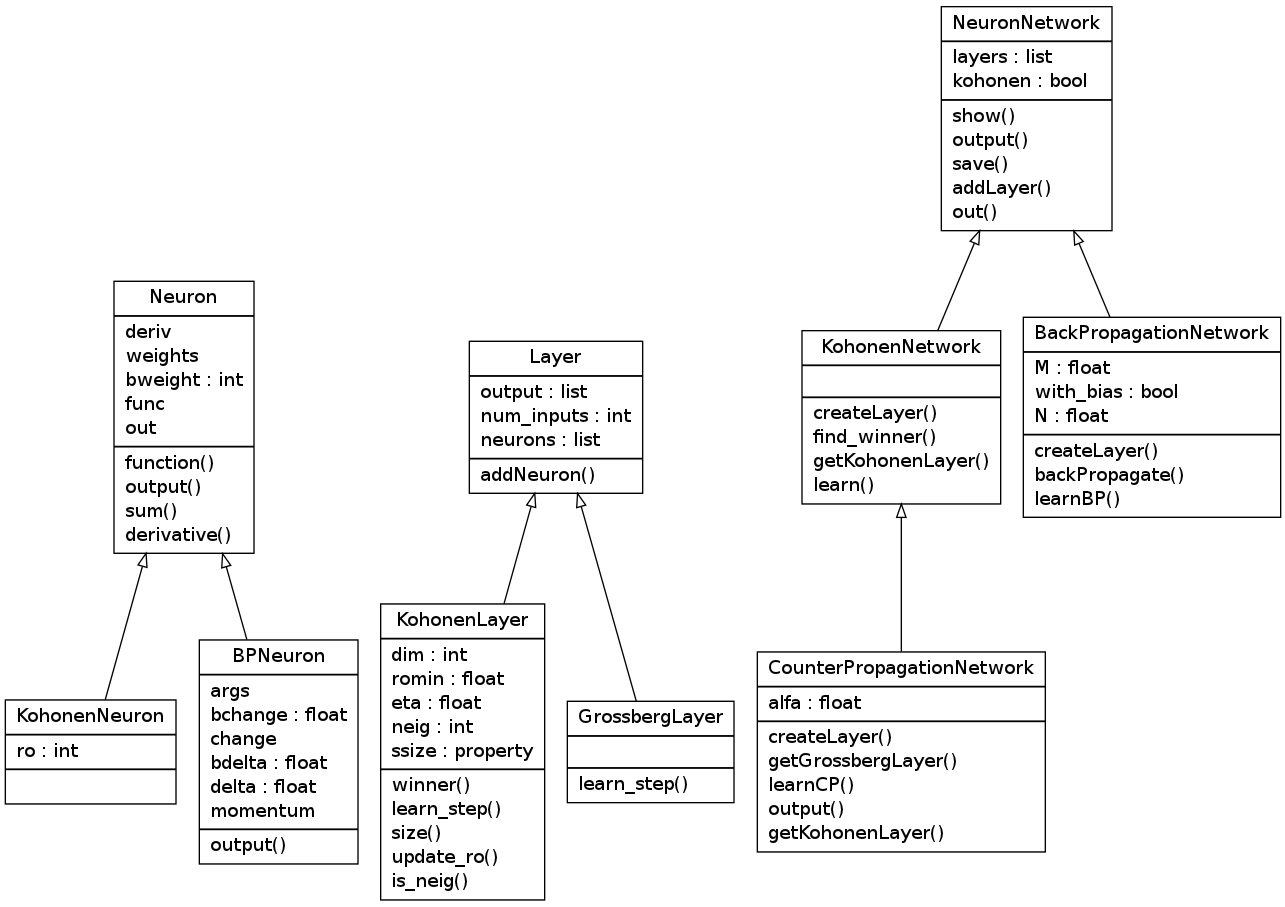 NeuronNetwork
layers : list
kohonen : bool
show()
output()
save()
addLayer()
out()
Neuron
deriv
weights
bweight : int
func
out
function()
output()
sum()
derivative()
Layer
output : list
num_inputs : int
neurons : list
addNeuron()
KohonenNetwork
createLayer()
find_winner()
getKohonenLayer()
learn()
BackPropagationNetwork
M : float
with_bias : bool
N : float
createLayer()
backPropagate()
learnBP()
KohonenNeuron
ro : int
BPNeuron
args
bchange : float
change
bdelta : float
delta : float
momentum
output()
KohonenLayer
dim : int
romin : float
eta : float
neig : int
ssize : property
winner()
learn_step()
size()
update_ro()
is_neig()
GrossbergLayer
learn_step()
CounterPropagationNetwork
alfa : float
createLayer()
getGrossbergLayer()
learnCP()
output()
getKohonenLayer()